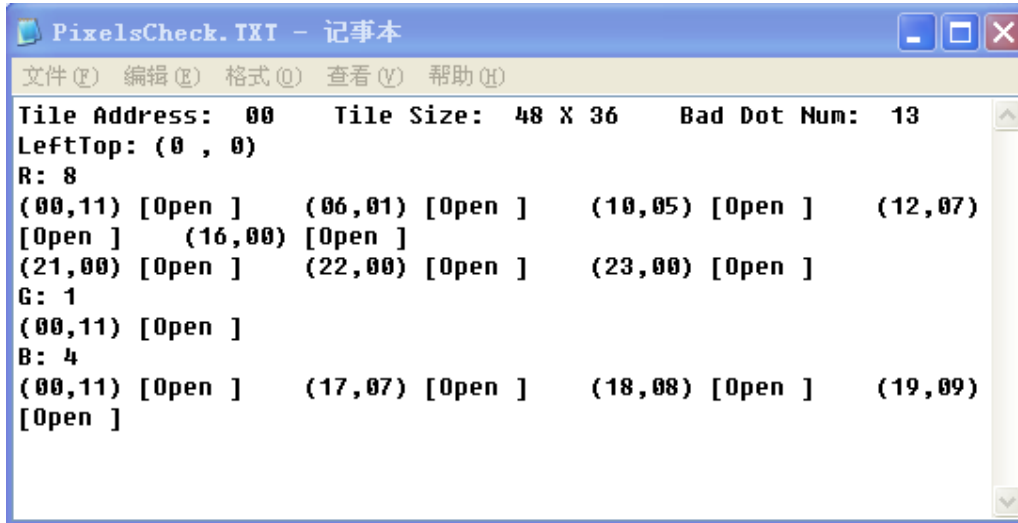 PixelsCheck.TXT - 记事本
文件(F) 编辑(E) 格式(O) 查看(V) 帮助(H)
Tile Address:  00    Tile Size:  48 X 36    Bad Dot Num:  13
LeftTop: (0 , 0)
R: 8
(00,11) [Open ]    (06,01) [Open ]    (10,05) [Open ]    (12,07)
[Open ]    (16,00) [Open ]
(21,00) [Open ]    (22,00) [Open ]    (23,00) [Open ]
G: 1
(00,11) [Open ]
B: 4
(00,11) [Open ]    (17,07) [Open ]    (18,08) [Open ]    (19,09)
[Open ]